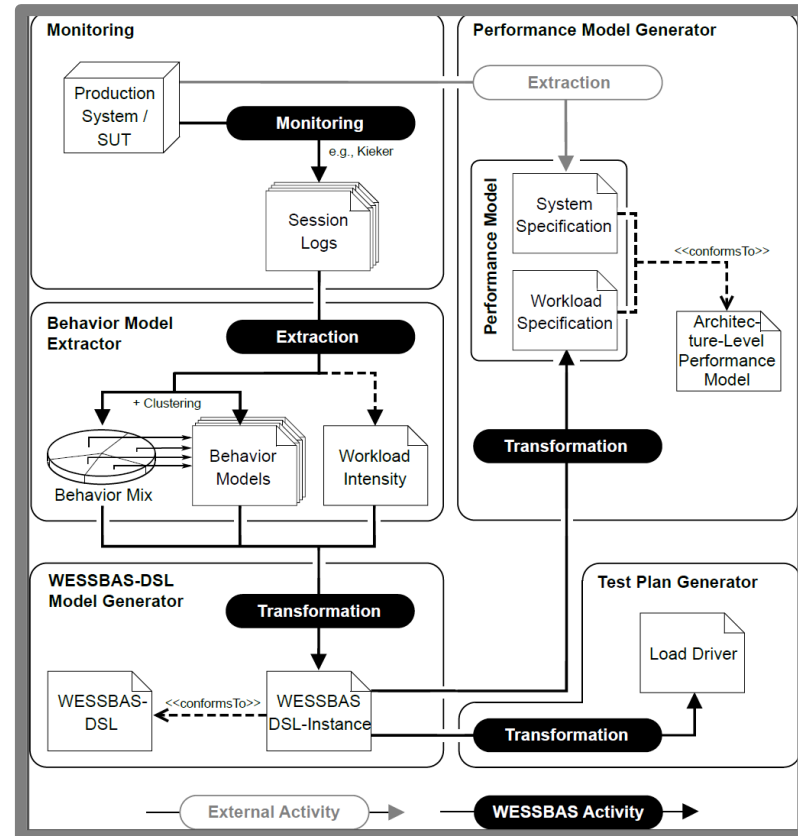 Monitoring
Production
System /
SUT
Monitoring
e.g., Kieker
Session
Logs
Performance Model Generator
Extraction
Performance Model
System
Specification
Workload
Specification
<<conformsTo>>
Architec-
ture-Level
Performance
Model
Transformation
Behavior Model
Extractor
Extraction
+ Clustering
Behavior Mix
Behavior
Models
Workload
Intensity
WESSBAS-DSL
Model Generator
Transformation
WESSBAS-
DSL
<<conformsTo>>
WESSBAS
DSL-Instance
Test Plan Generator
Load Driver
Transformation
External Activity
WESSBAS Activity